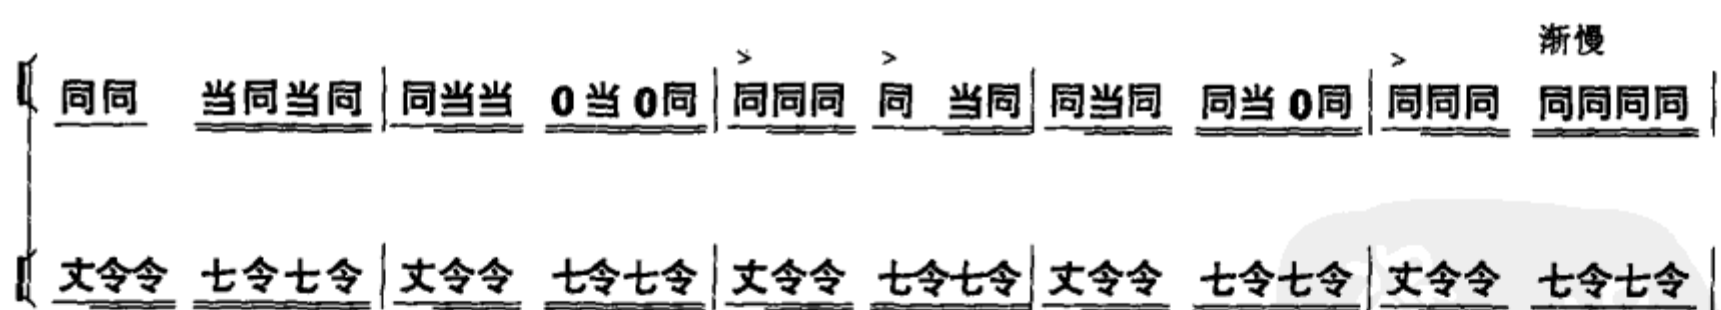 渐慢
同同 当同当同 | 同当当 0当0同 | 同同同 同 当同 | 同当同 同当0同 | 同同同 同同同同 |
丈令令 七令七令 | 丈令令 七令七令 | 丈令令 七令七令 | 丈令令 七令七令 | 丈令令 七令七令 |